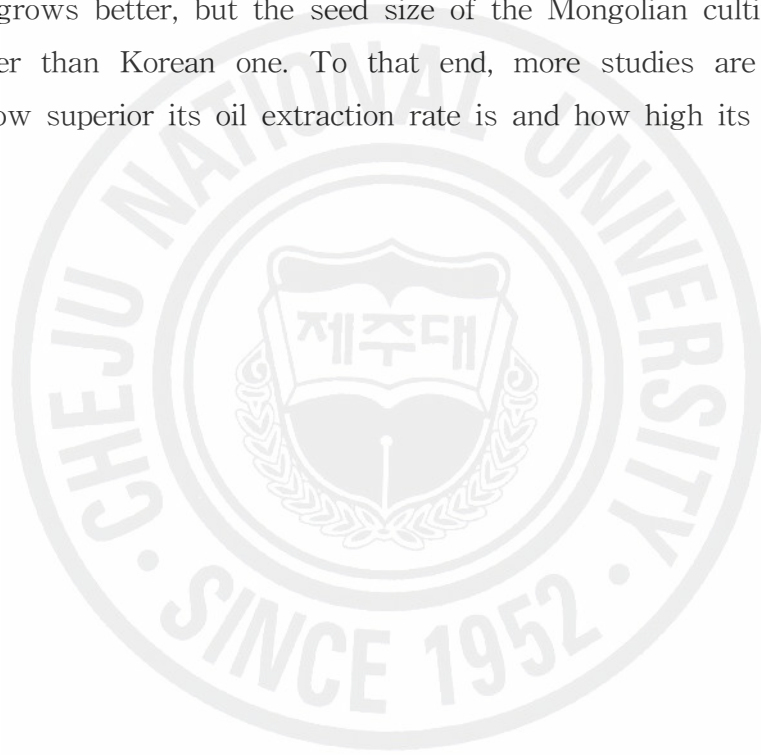 grows better, but the seed size of the Mongolian culti
er than Korean one. To that end, more studies are
ow superior its oil extraction rate is and how high its
CHEJU NATIONAL UNIVERSITY
제주대
· SINCE 1952 ·